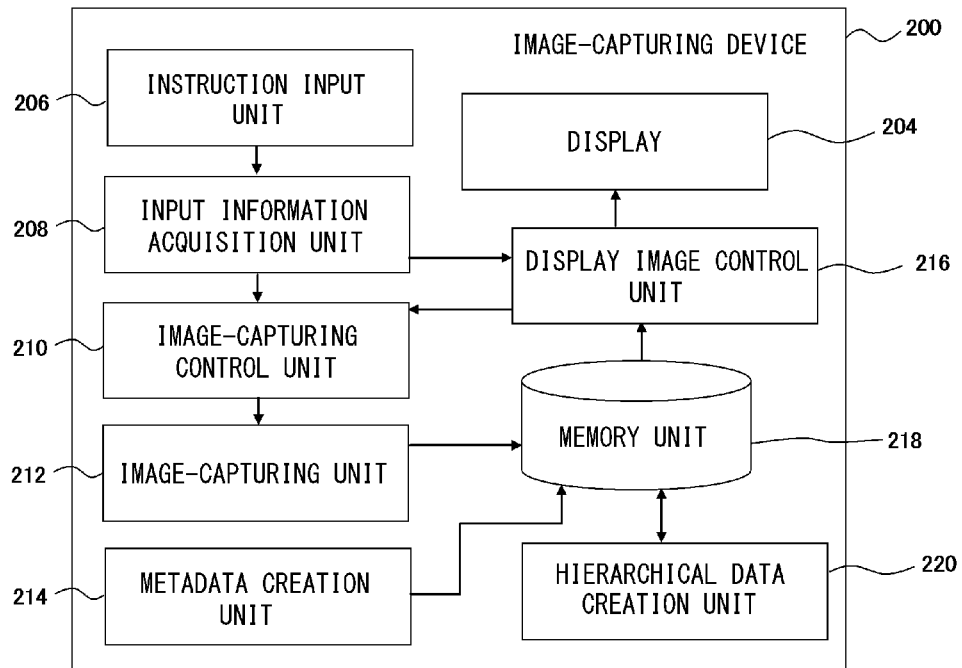 200
IMAGE-CAPTURING DEVICE
206
INSTRUCTION INPUT
UNIT
204
DISPLAY
208
INPUT INFORMATION
ACQUISITION UNIT
216
DISPLAY IMAGE CONTROL
UNIT
210
IMAGE-CAPTURING
CONTROL UNIT
212
IMAGE-CAPTURING UNIT
218
MEMORY UNIT
214
METADATA CREATION
UNIT
220
HIERARCHICAL DATA
CREATION UNIT